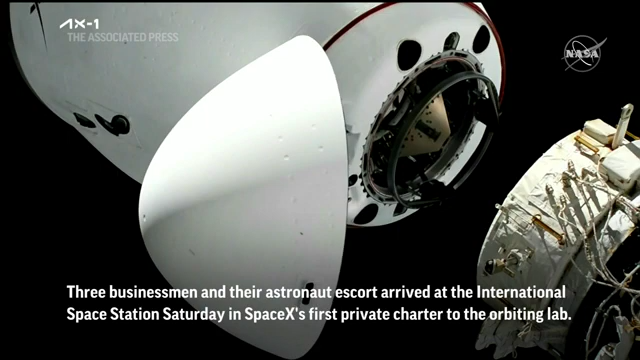 AX-1
THE ASSOCIATED PRESS
NASA
Three businessmen and their astronaut escort arrived at the International
Space Station Saturday in SpaceX's first private charter to the orbiting lab.